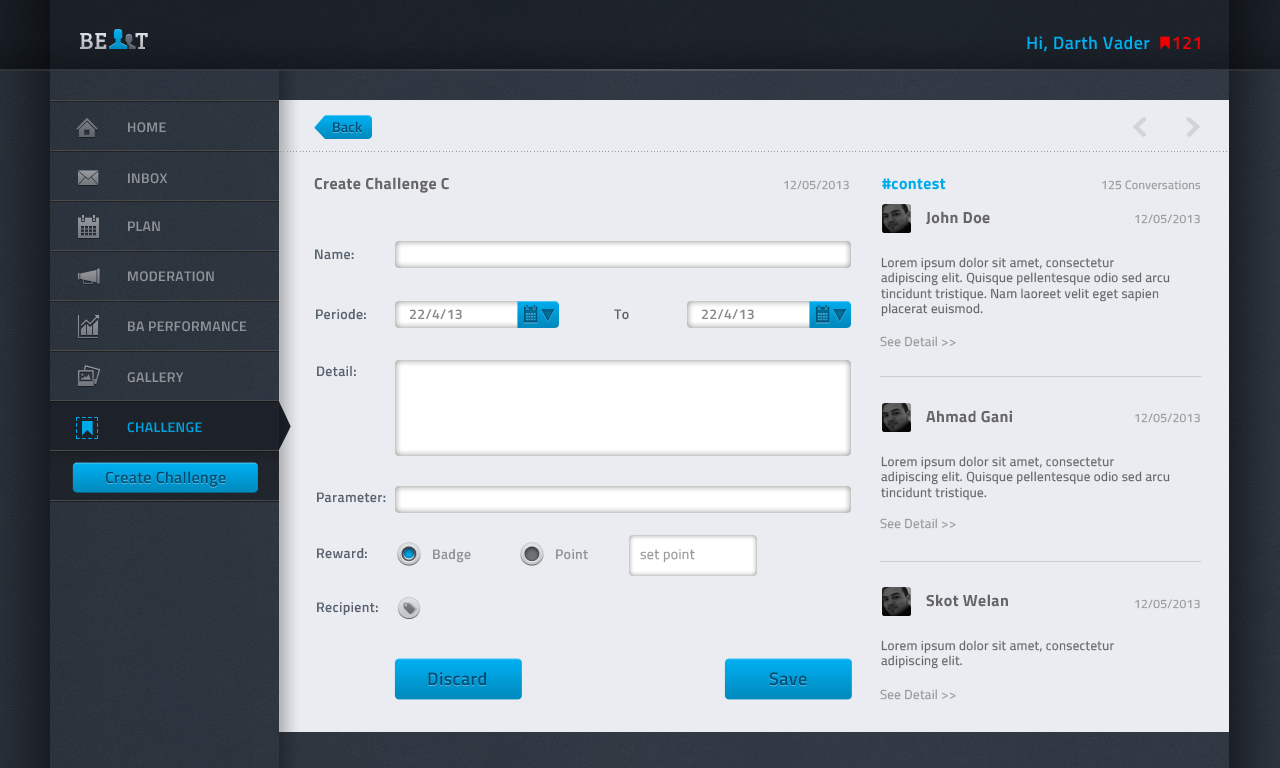 BEAT
Hi, Darth Vader 121
HOME
INBOX
PLAN
MODERATION
BA PERFORMANCE
GALLERY
CHALLENGE
Create Challenge
Back
Create Challenge C 12/05/2013
Name:
Periode: 22/4/13 To 22/4/13
Detail:
Parameter:
Reward: Badge Point set point
Recipient:
Discard Save
#contest 125 Conversations
John Doe 12/05/2013
Lorem ipsum dolor sit amet, consectetur
adipiscing elit. Quisque pellentesque odio sed arcu
tincidunt tristique. Nam laoreet velit eget sapien
placerat euismod.
See Detail >>
Ahmad Gani 12/05/2013
Lorem ipsum dolor sit amet, consectetur
adipiscing elit. Quisque pellentesque odio sed arcu
tincidunt tristique.
See Detail >>
Skot Welan 12/05/2013
Lorem ipsum dolor sit amet, consectetur
adipiscing elit.
See Detail >>